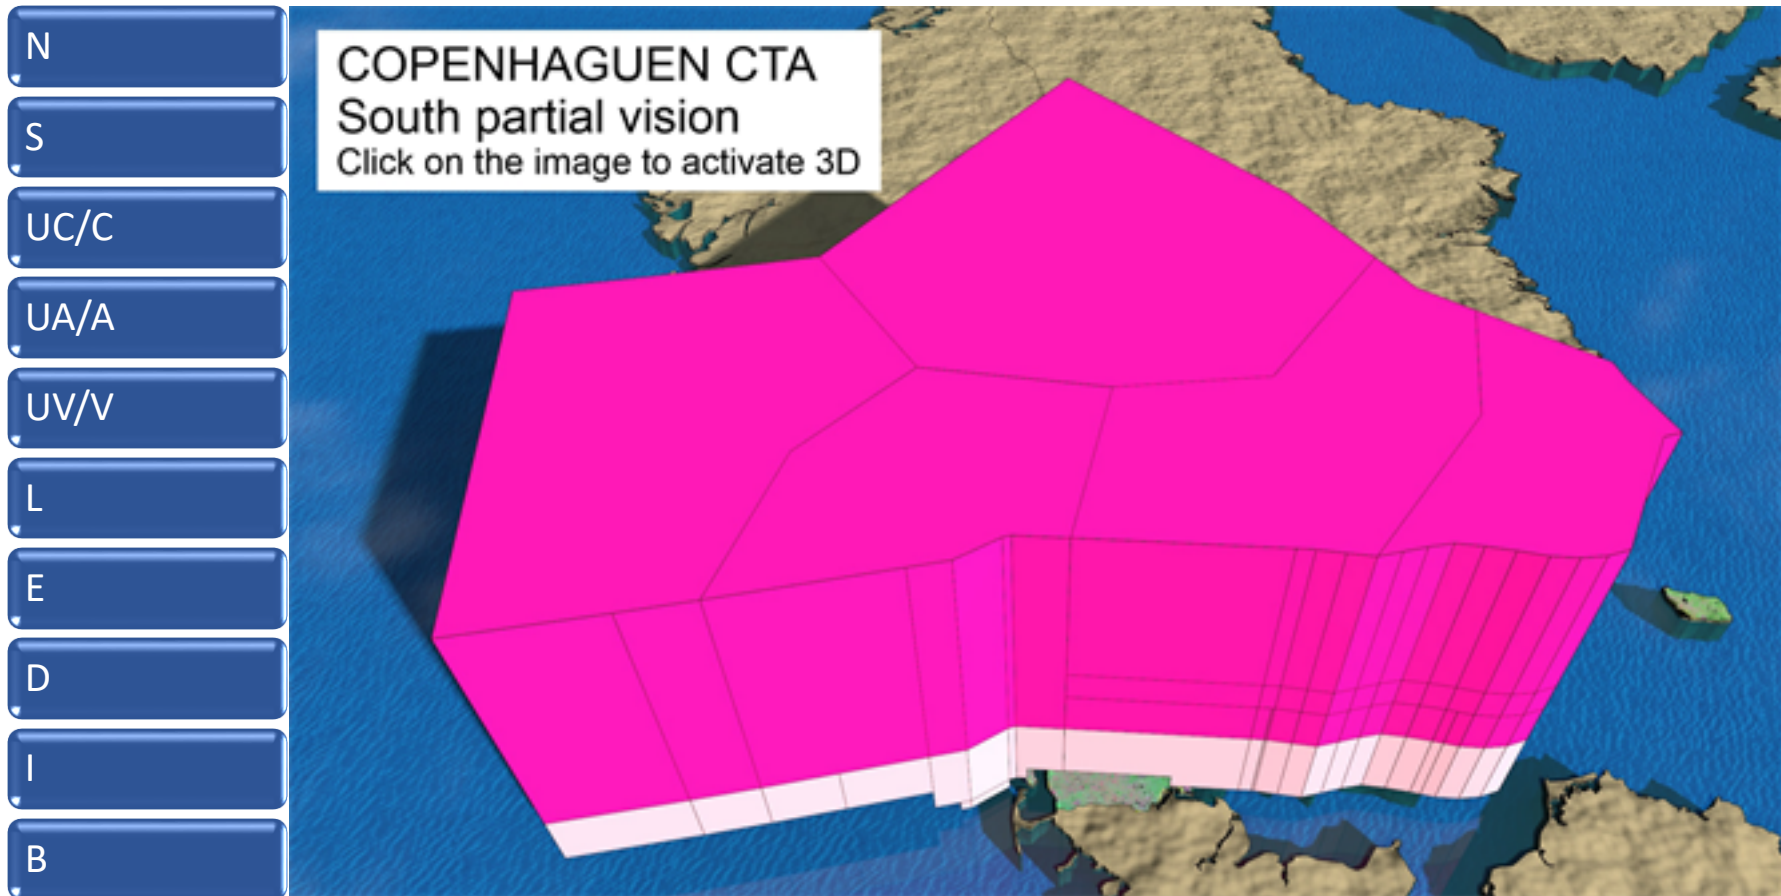 N
S
UC/C
UA/A
UV/V
L
E
D
I
B
COPENHAGUEN CTA
South partial vision
Click on the image to activate 3D